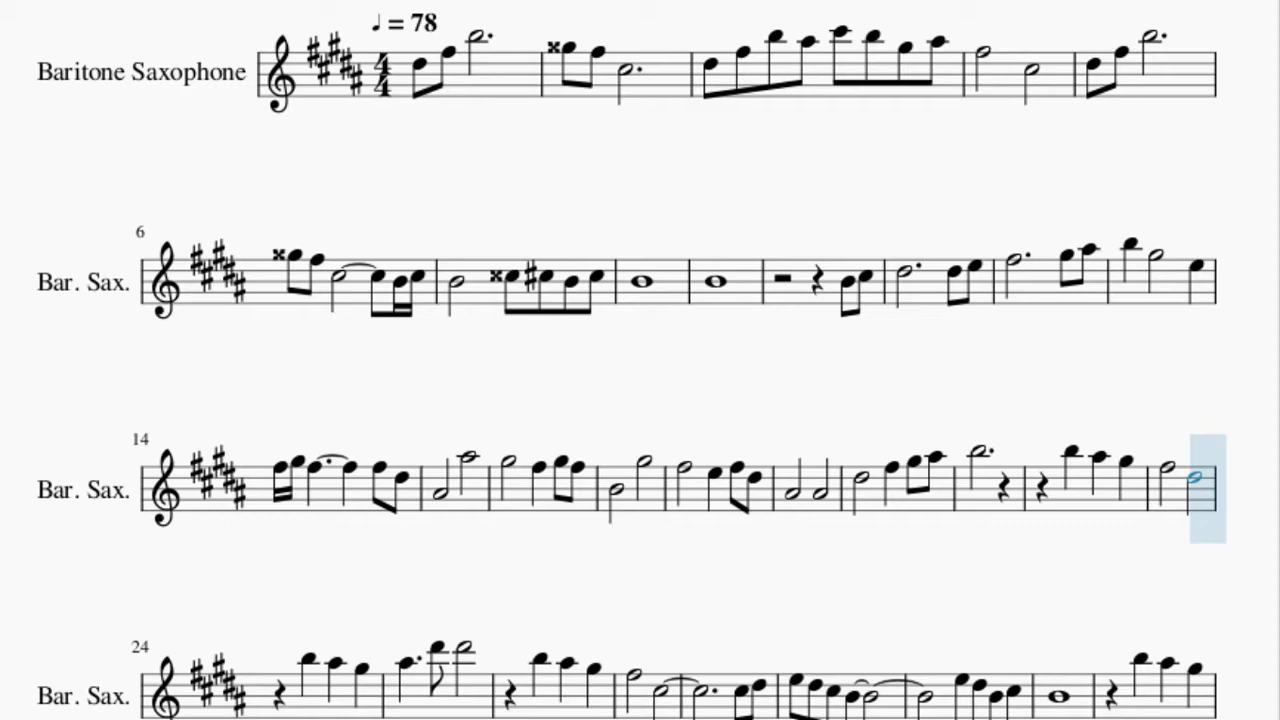 ♩ = 78
Baritone Saxophone
4
4
6
Bar. Sax.
14
Bar. Sax.
24
Bar. Sax.